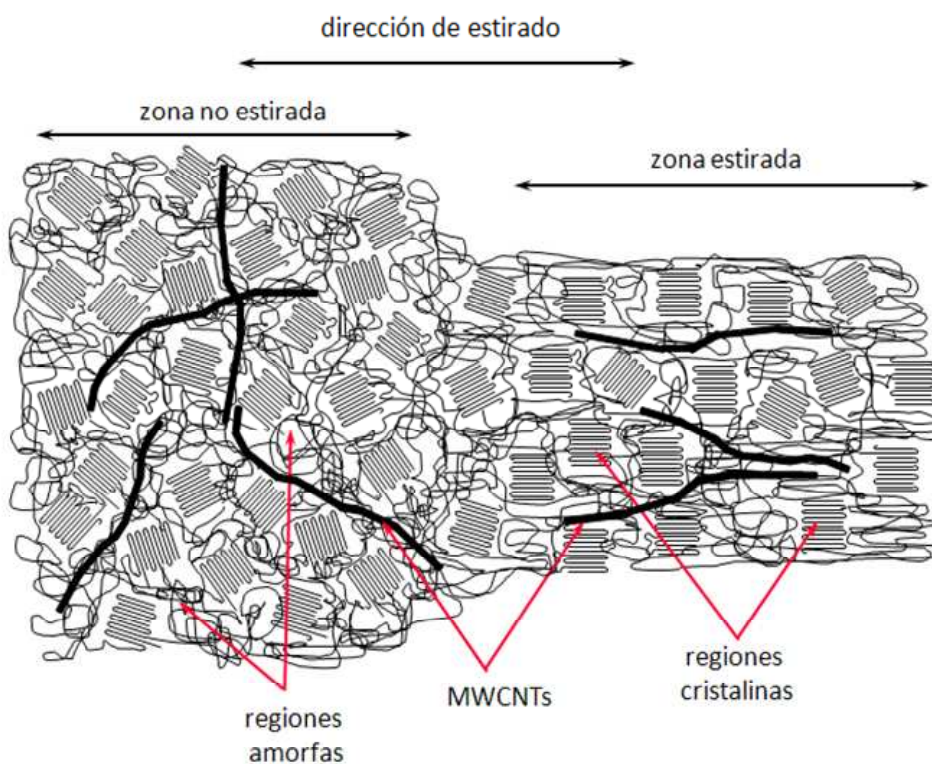 dirección de estirado
zona no estirada
zona estirada
MWCNTs
regiones
cristalinas
regiones
amorfas